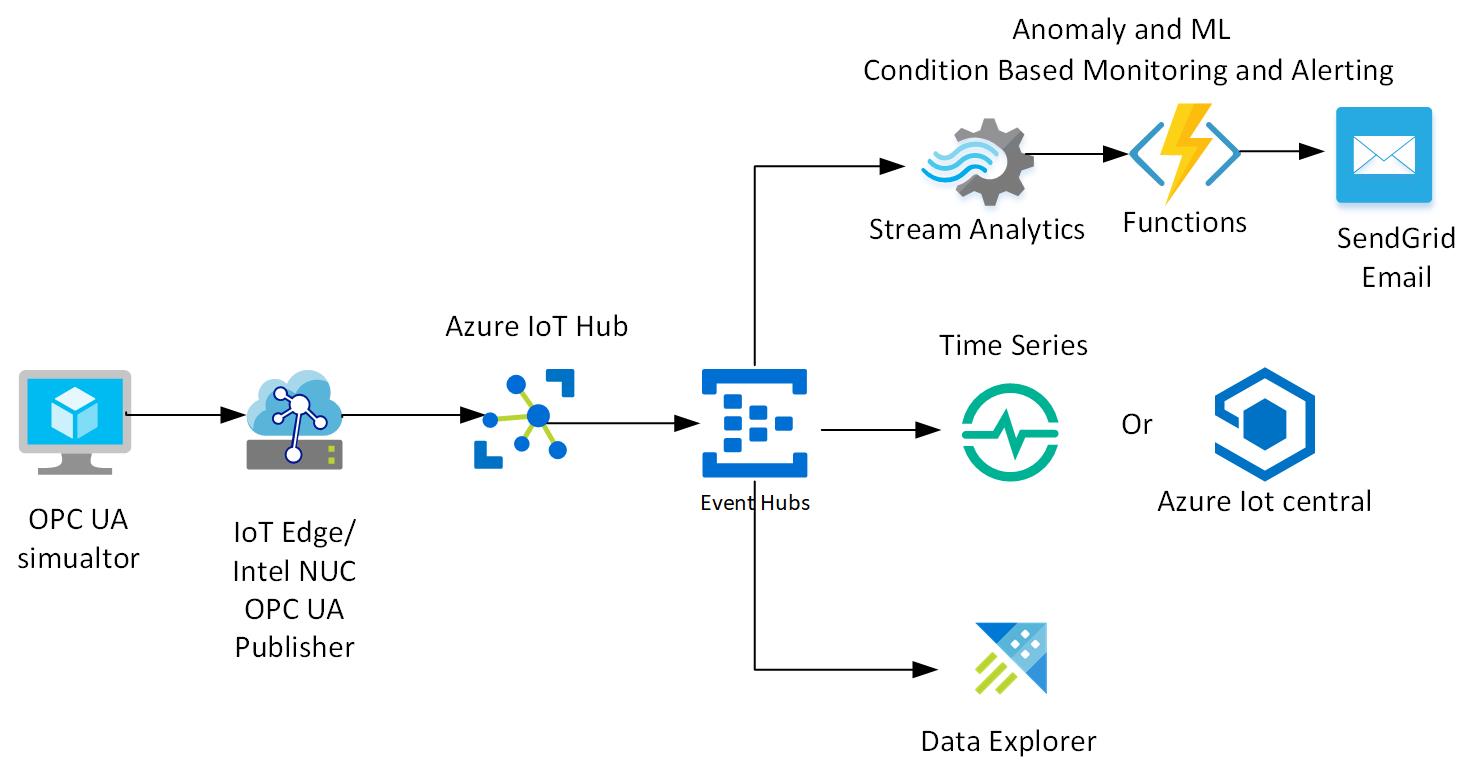 Anomaly and ML
Condition Based Monitoring and Alerting
Stream Analytics
Functions
SendGrid
Email
Azure IoT Hub
Time Series
Or
Event Hubs
Azure Iot central
OPC UA
simualtor
IoT Edge/
Intel NUC
OPC UA
Publisher
Data Explorer